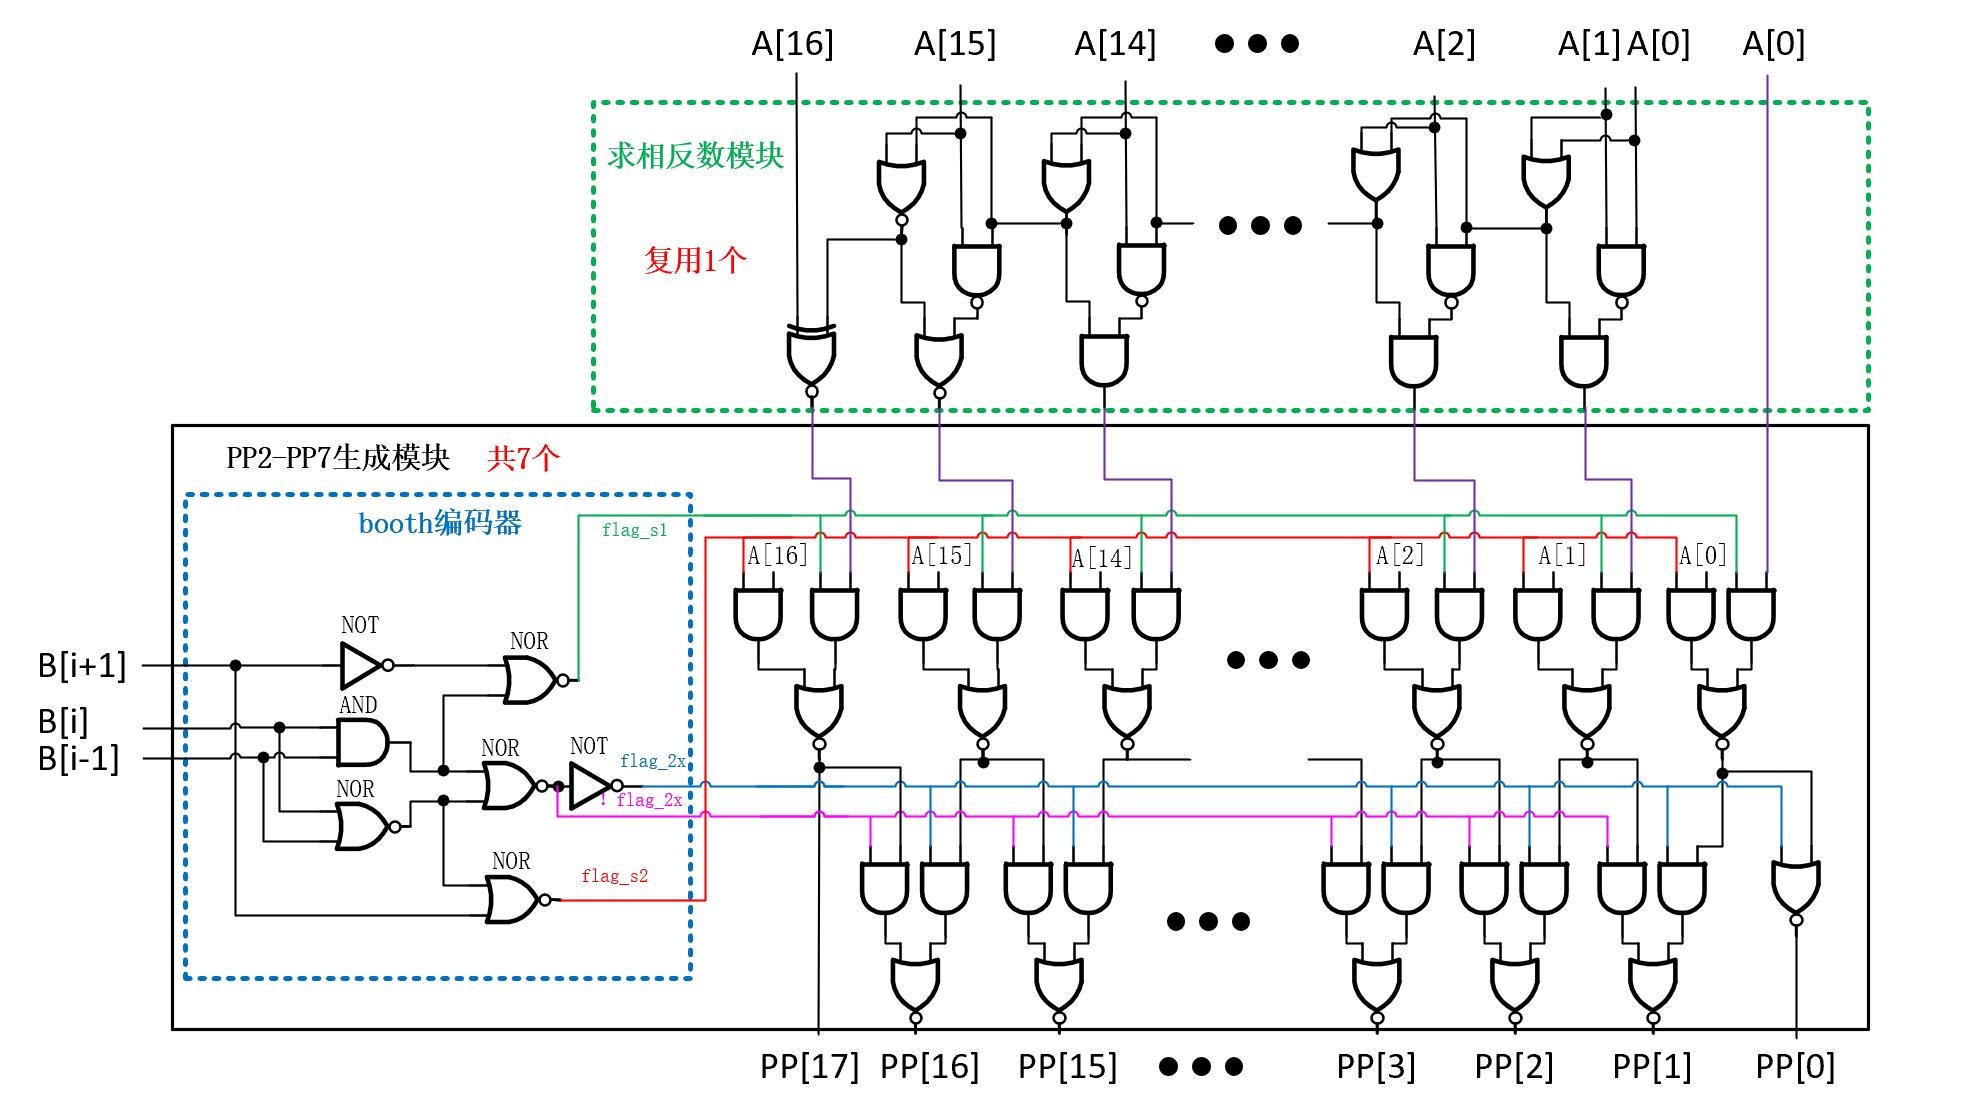 A[16] A[15] A[14] A[2] A[1] A[0] A[0]
求相反数模块
复用1个
PP2-PP7生成模块 共7个
booth编码器
flag_s1
A[16] A[15] A[14] A[2] A[1] A[0]
NOT NOR
B[i+1]
AND
B[i]
B[i-1]
NOR NOT
flag_2x
NOR
! flag_2x
NOR
flag_s2
PP[17] PP[16] PP[15] PP[3] PP[2] PP[1] PP[0]